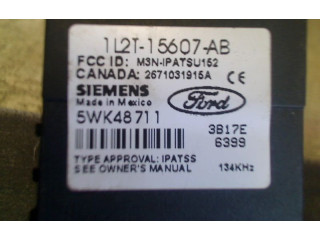 1L2T-15607-AB
FCC ID: M3N-IPATSU152
CANADA: 2671031915A CE
SIEMENS
Made in Mexico
Ford
5WK48711
3B17E
6399
TYPE APPROVAL: IPATSS
SEE OWNER'S MANUAL 134KHz